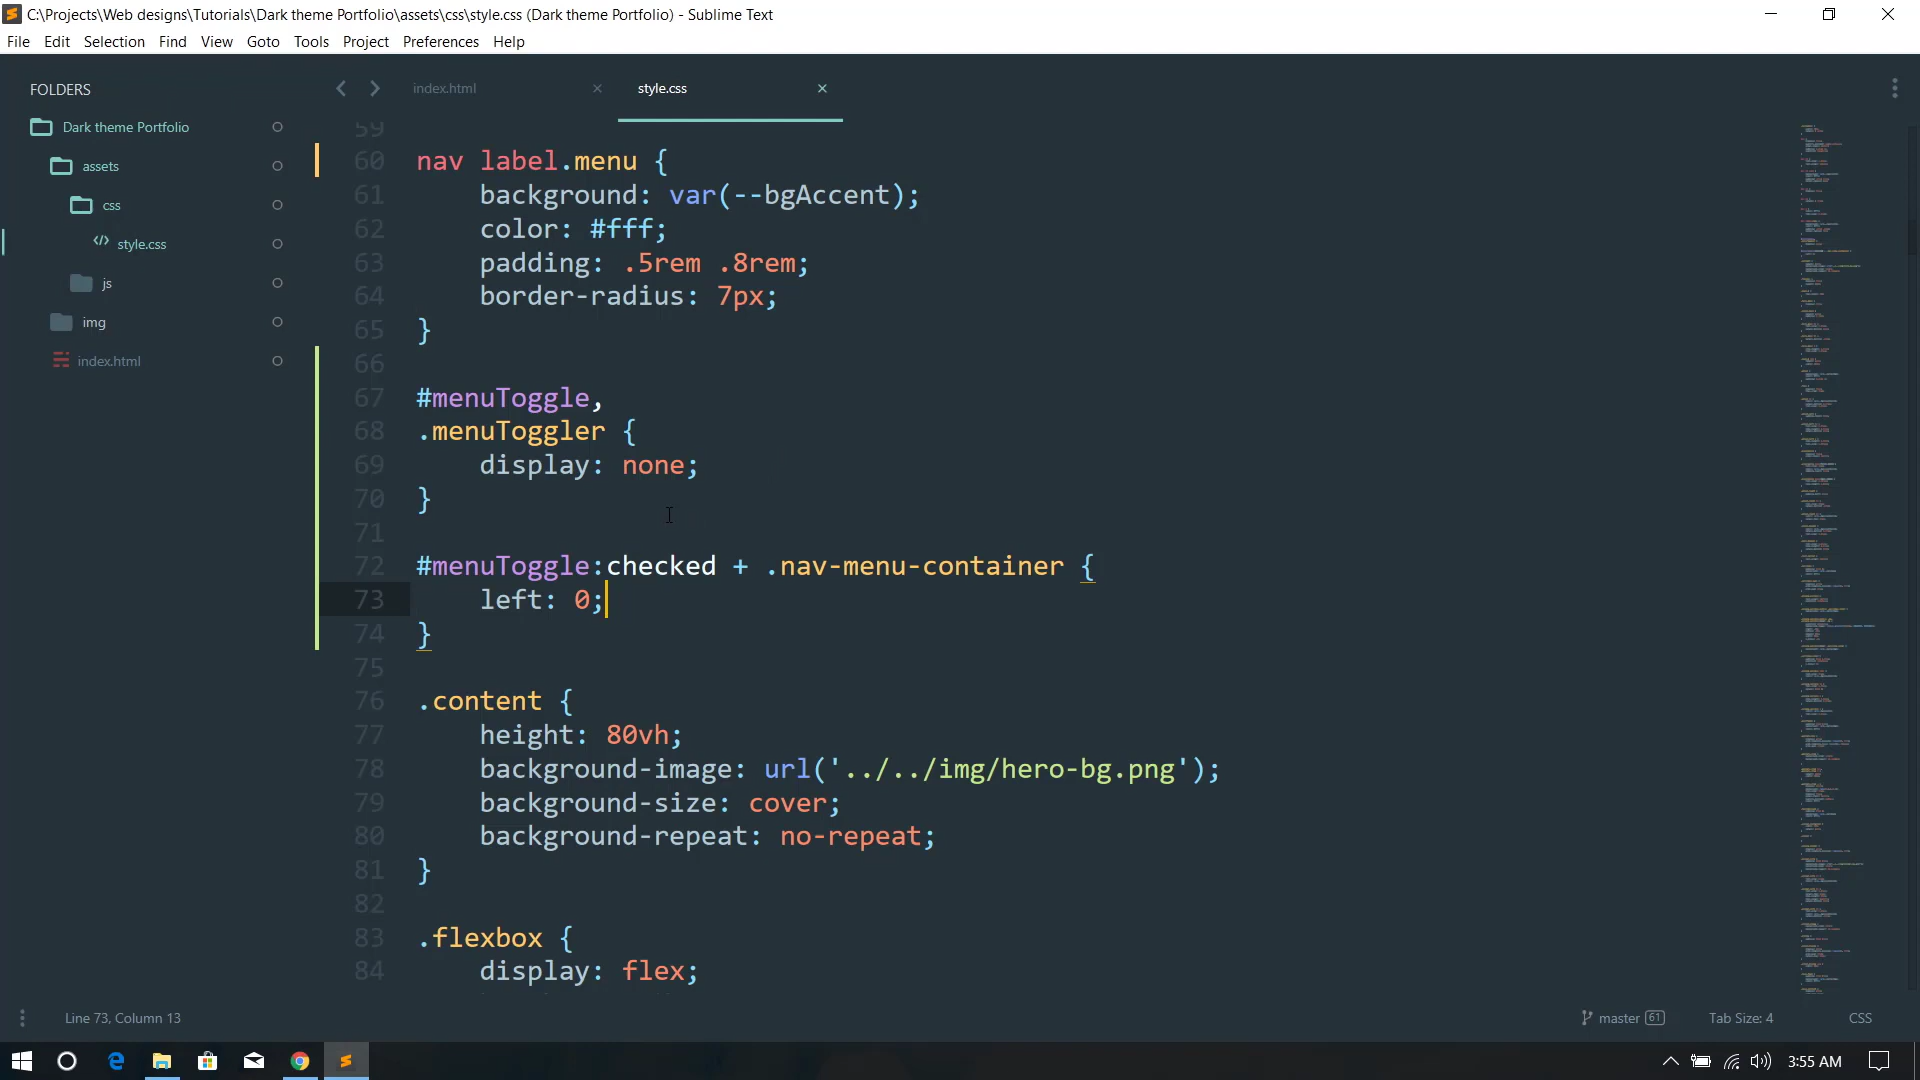 C:\Projects\Web designs\Tutorials\Dark theme Portfolio\assets\css\style.css (Dark theme Portfolio) - Sublime Text
File Edit Selection Find View Goto Tools Project Preferences Help
FOLDERS
Dark theme Portfolio
assets
css
style.css
js
img
index.html
index.html style.css
59
60 nav label.menu {
61 background: var(--bgAccent);
62 color: #fff;
63 padding: .5rem .8rem;
64 border-radius: 7px;
65 }
66
67 #menuToggle,
68 .menuToggler {
69 display: none;
70 }
71
72 #menuToggle:checked + .nav-menu-container {
73 left: 0;
74 }
75
76 .content {
77 height: 80vh;
78 background-image: url('../../img/hero-bg.png');
79 background-size: cover;
80 background-repeat: no-repeat;
81 }
82
83 .flexbox {
84 display: flex;
Line 73, Column 13
master 61 Tab Size: 4 CSS
3:55 AM